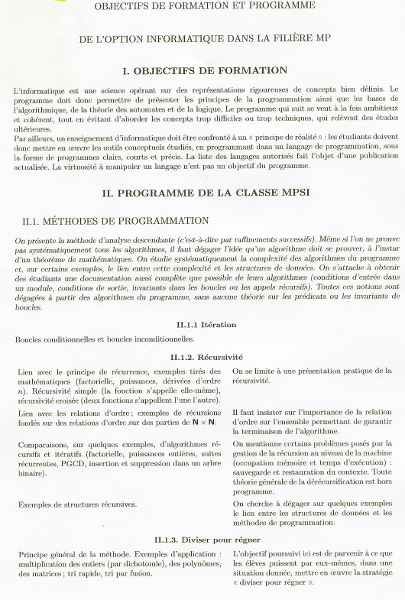 OBJECTIFS DE FORMATION ET PROGRAMME
DE L'OPTION INFORMATIQUE DANS LA FILIÈRE MP
I. OBJECTIFS DE FORMATION
L'informatique est une science opérant sur des représentations rigoureuses de concepts bien définis. Le
programme doit donc permettre de présenter les principes de la programmation ainsi que les bases de
l'algorithmique, de la théorie des automates et de la logique. Le programme qui suit se veut à la fois ambitieux
et cohérent, tout en évitant d'aborder les concepts trop difficiles ou trop techniques, qui relèvent des études
ultérieures.
Par ailleurs, un enseignement d'informatique doit être confronté à un « principe de réalité » : les étudiants doivent
donc mettre en œuvre les outils conceptuels étudiés, en programmant dans un langage de programmation, sous
la forme de programmes clairs, courts et précis. La liste des langages autorisés fait l'objet d'une publication
actualisée. La virtuosité à manipuler un langage n'est pas un objectif du programme.
II. PROGRAMME DE LA CLASSE MPSI
II.1. MÉTHODES DE PROGRAMMATION
On présente la méthode d'analyse descendante (c'est-à-dire par raffinements successifs). Même si l'on ne prouve
pas systématiquement tous les algorithmes, il faut dégager l'idée qu'un algorithme doit se prouver, à l'instar
d'un théorème de mathématiques. On étudie systématiquement la complexité des algorithmes du programme
et, sur certains exemples, le lien entre cette complexité et les structures de données. On s'attache à obtenir
des étudiants une documentation aussi complète que possible de leurs algorithmes (conditions d'entrée dans
un module, conditions de sortie, invariants dans les boucles ou les appels récursifs). Toutes ces notions sont
dégagées à partir des algorithmes du programme, sans aucune théorie sur les prédicats ou les invariants de
boucles.
II.1.1 Itération
Boucles conditionnelles et boucles inconditionnelles.
II.1.2. Récursivité
Lien avec le principe de récurrence, exemples tirés des
mathématiques (factorielle, puissances, dérivées d'ordre
n). Récursivité simple (la fonction s'appelle elle-même),
récursivité croisée (deux fonctions s'appellent l'une l'autre).
On se limite à une présentation pratique de la
récursivité.
Lien avec les relations d'ordre ; exemples de récursions
fondés sur des relations d'ordre sur des parties de N × N.
Il faut insister sur l'importance de la relation
d'ordre sur l'ensemble permettant de garantir
la terminaison de l'algorithme.
Comparaisons, sur quelques exemples, d'algorithmes ré-
cursifs et itératifs (factorielle, puissances entières, suites
récurrentes, PGCD, insertion et suppression dans un arbre
binaire).
On mentionne certains problèmes posés par la
gestion de la récursion au niveau de la machine
(occupation mémoire et temps d'exécution) :
sauvegarde et restauration du contexte. Toute
théorie générale de la dérécursification est hors
programme.
Exemples de structures récursives.
On cherche à dégager sur quelques exemples
le lien entre les structures de données et les
méthodes de programmation.
II.1.3. Diviser pour régner
Principe général de la méthode. Exemples d'application :
multiplication des entiers (par dichotomie), des polynômes,
des matrices ; tri rapide, tri par fusion.
L'objectif poursuivi ici est de parvenir à ce que
les élèves puissent par eux-mêmes, dans une
situation donnée, mettre en œuvre la stratégie
« diviser pour régner ».